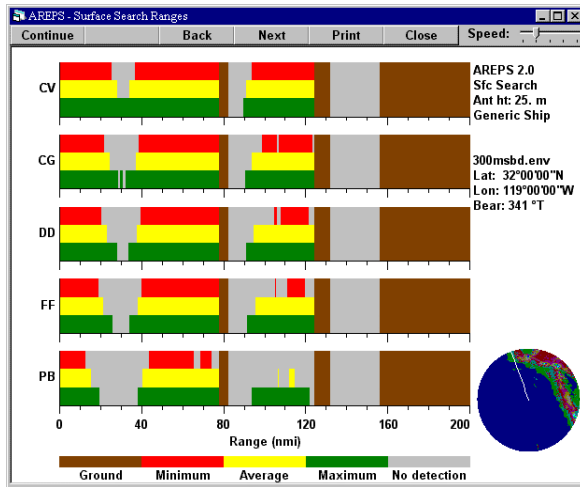 AREPS - Surface Search Ranges
Continue Back Next Print Close Speed:
CV
CG
DD
FF
PB
AREPS 2.0
Sfc Search
Ant ht: 25. m
Generic Ship
300msbd.env
Lat: 32°00'00"N
Lon: 119°00'00"W
Bear: 341 °T
0 40 80 120 160 200
Range (nmi)
Ground Minimum Average Maximum No detection